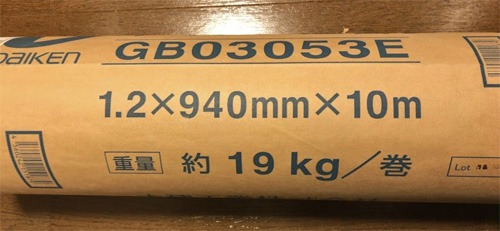 DAIKEN
GB03053E
1.2×940mm×10m
重量 約 19 kg/巻
Lot